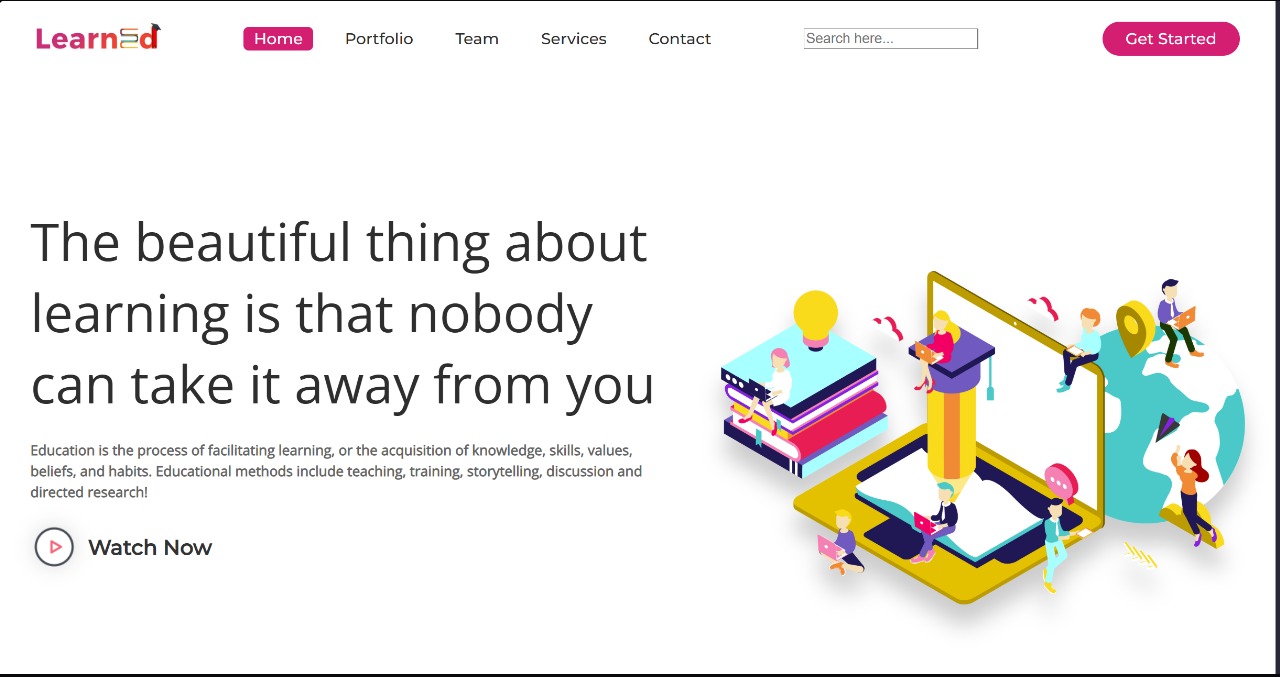 LearnEd
Home
Portfolio
Team
Services
Contact
Search here...
Get Started
The beautiful thing about
learning is that nobody
can take it away from you
Education is the process of facilitating learning, or the acquisition of knowledge, skills, values,
beliefs, and habits. Educational methods include teaching, training, storytelling, discussion and
directed research!
Watch Now